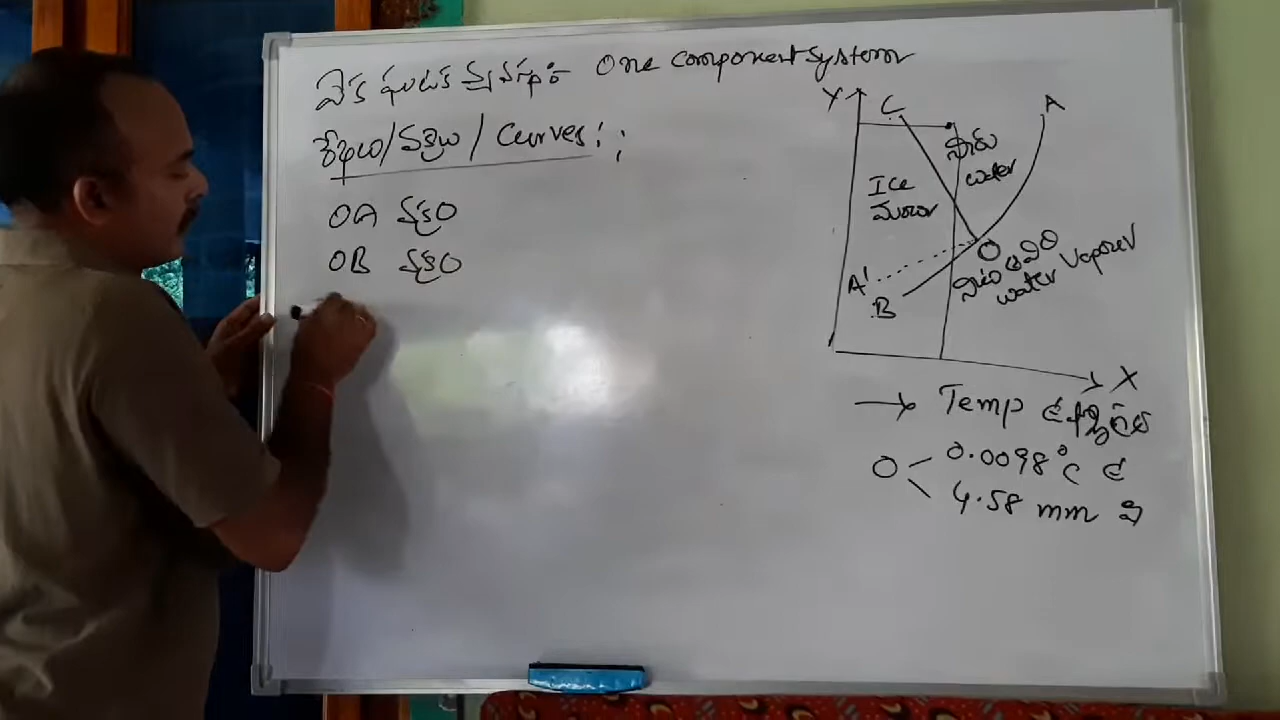 ఏక ఘటక వ్యవస్థ :- One component system
రేఖలు/వక్రాలు / Curves: ;
OA వక్రం
OB వక్రం
Y
C
A
నీరు
water
Ice
మంచు
O
నీటి ఆవిరి
water Vapour
A'
B
X
→ Temp ఉష్ణోగ్రత
O 0.0098°C ఉ
4.58 mm పీ